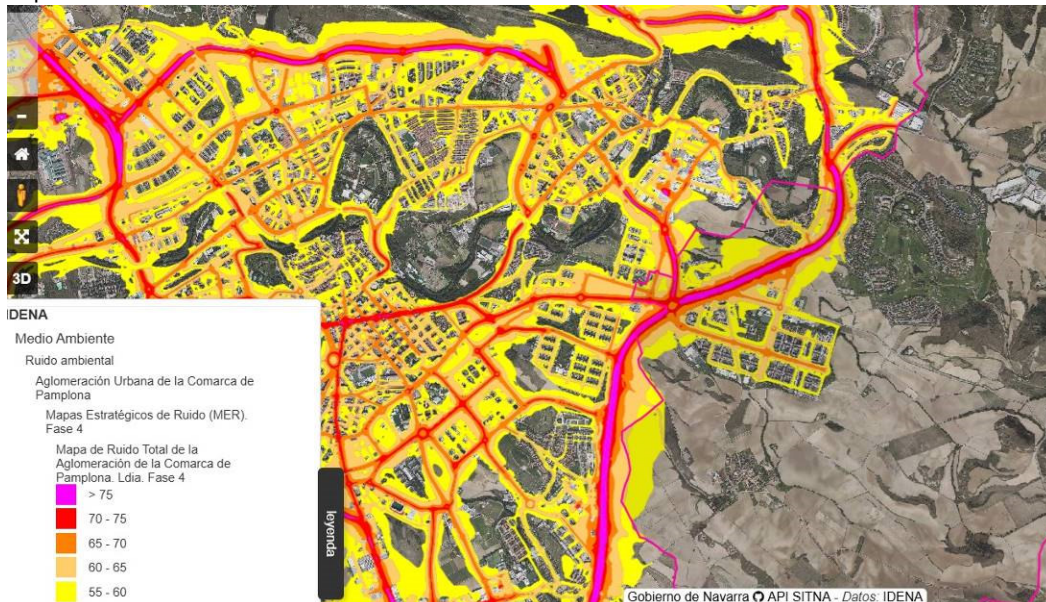 3D
IDENA
Medio Ambiente
Ruido ambiental
Aglomeración Urbana de la Comarca de
Pamplona
Mapas Estratégicos de Ruido (MER).
Fase 4
Mapa de Ruido Total de la
Aglomeración de la Comarca de
Pamplona. Ldia. Fase 4
> 75
70 - 75
65 - 70
60 - 65
55 - 60
leyenda
Gobierno de Navarra API SITNA - Datos: IDENA